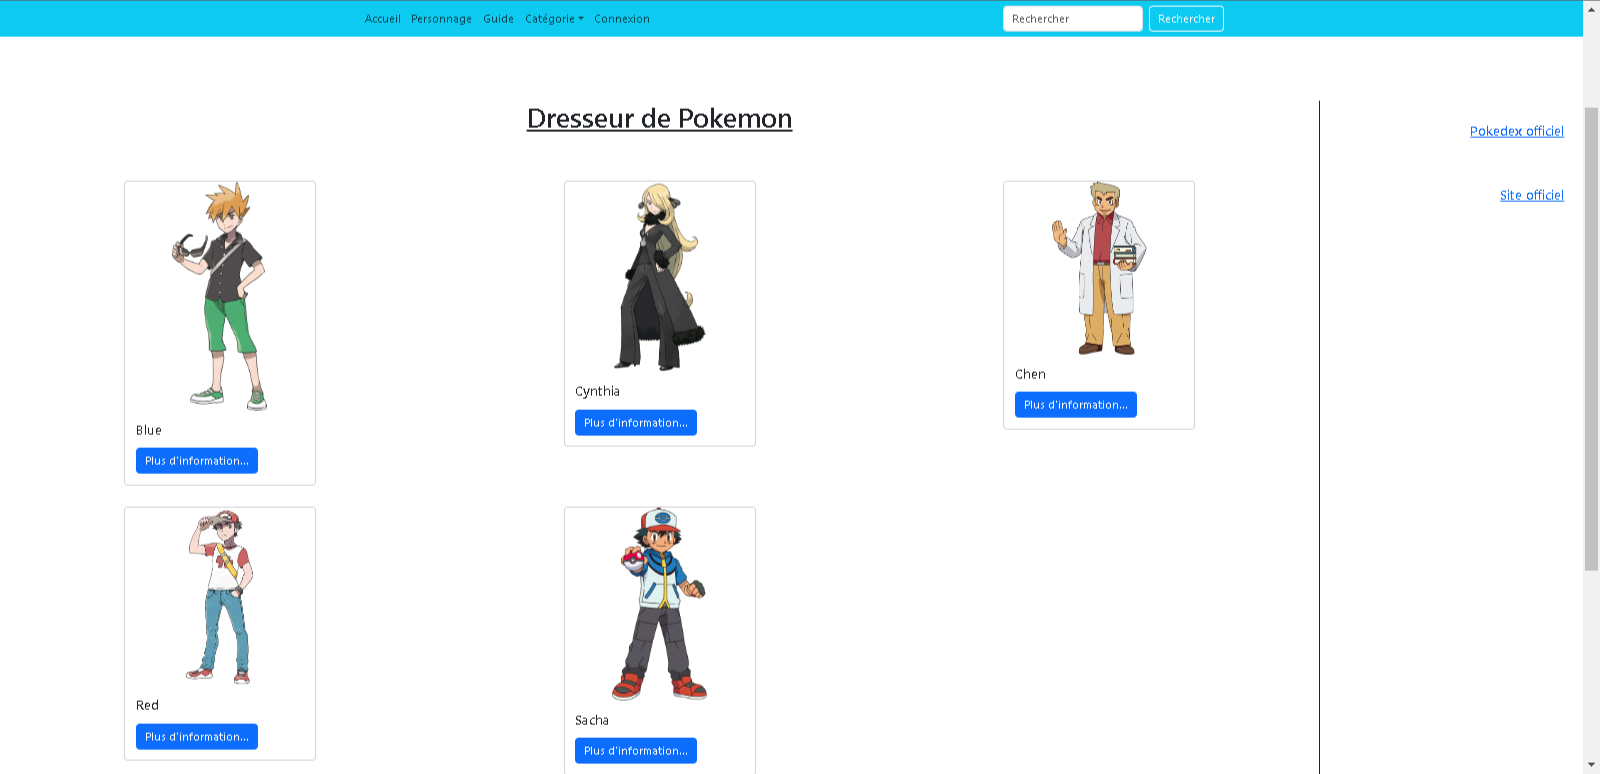 Accueil Personnage Guide Catégorie Connexion Rechercher Rechercher
Dresseur de Pokemon
Pokedex officiel
Site officiel
Blue
Plus d'information...
Cynthia
Plus d'information...
Chen
Plus d'information...
Red
Plus d'information...
Sacha
Plus d'information...